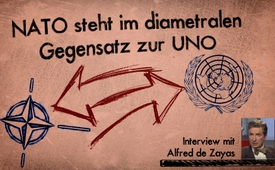 NATO steht im diametralen
Gegensatz zur UNO
Interview mit
Alfred de Zayas